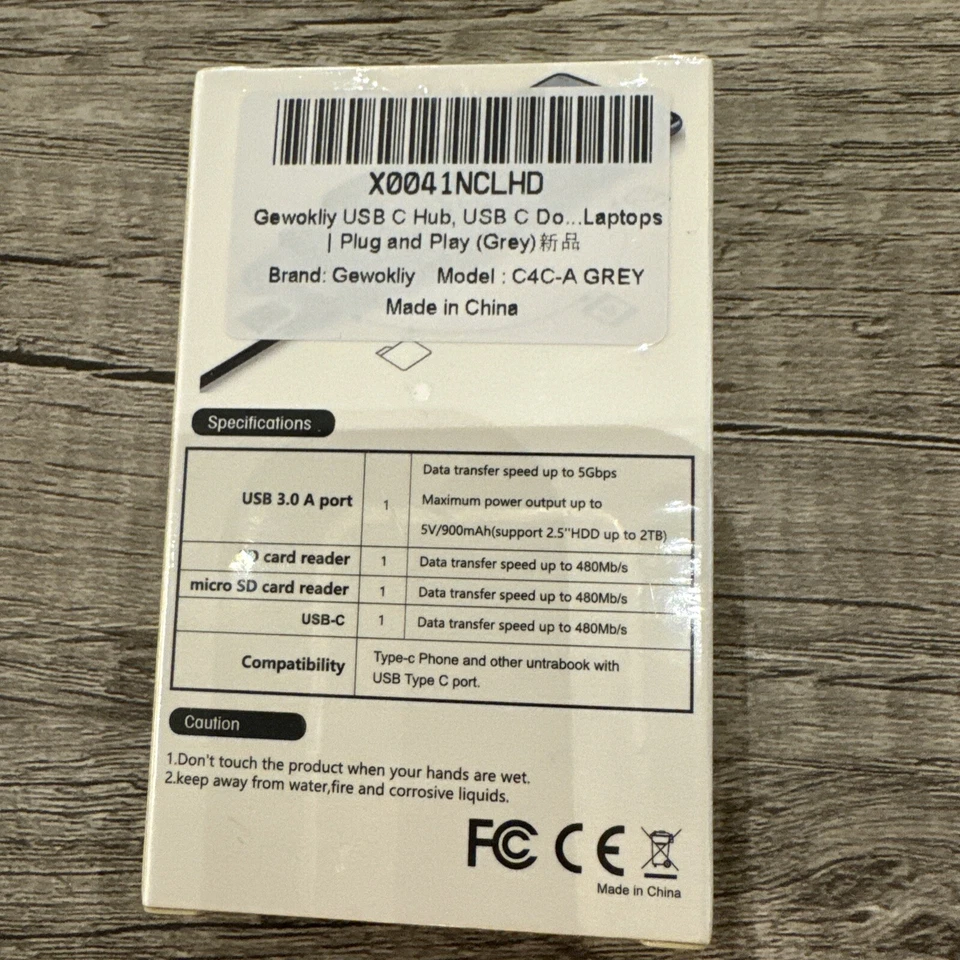 X0041NCLHD
Gewokliy USB C Hub, USB C Do...Laptops
| Plug and Play (Grey)新品
Brand: Gewokliy Model : C4C-A GREY
Made in China
Specifications
USB 3.0 A port 1 Data transfer speed up to 5Gbps
Maximum power output up to
5V/900mAh(support 2.5"HDD up to 2TB)
card reader 1 Data transfer speed up to 480Mb/s
micro SD card reader 1 Data transfer speed up to 480Mb/s
USB-C 1 Data transfer speed up to 480Mb/s
Compatibility Type-c Phone and other untrabook with
USB Type C port.
Caution
1.Don't touch the product when your hands are wet.
2.keep away from water,fire and corrosive liquids.
FC CE
Made in China